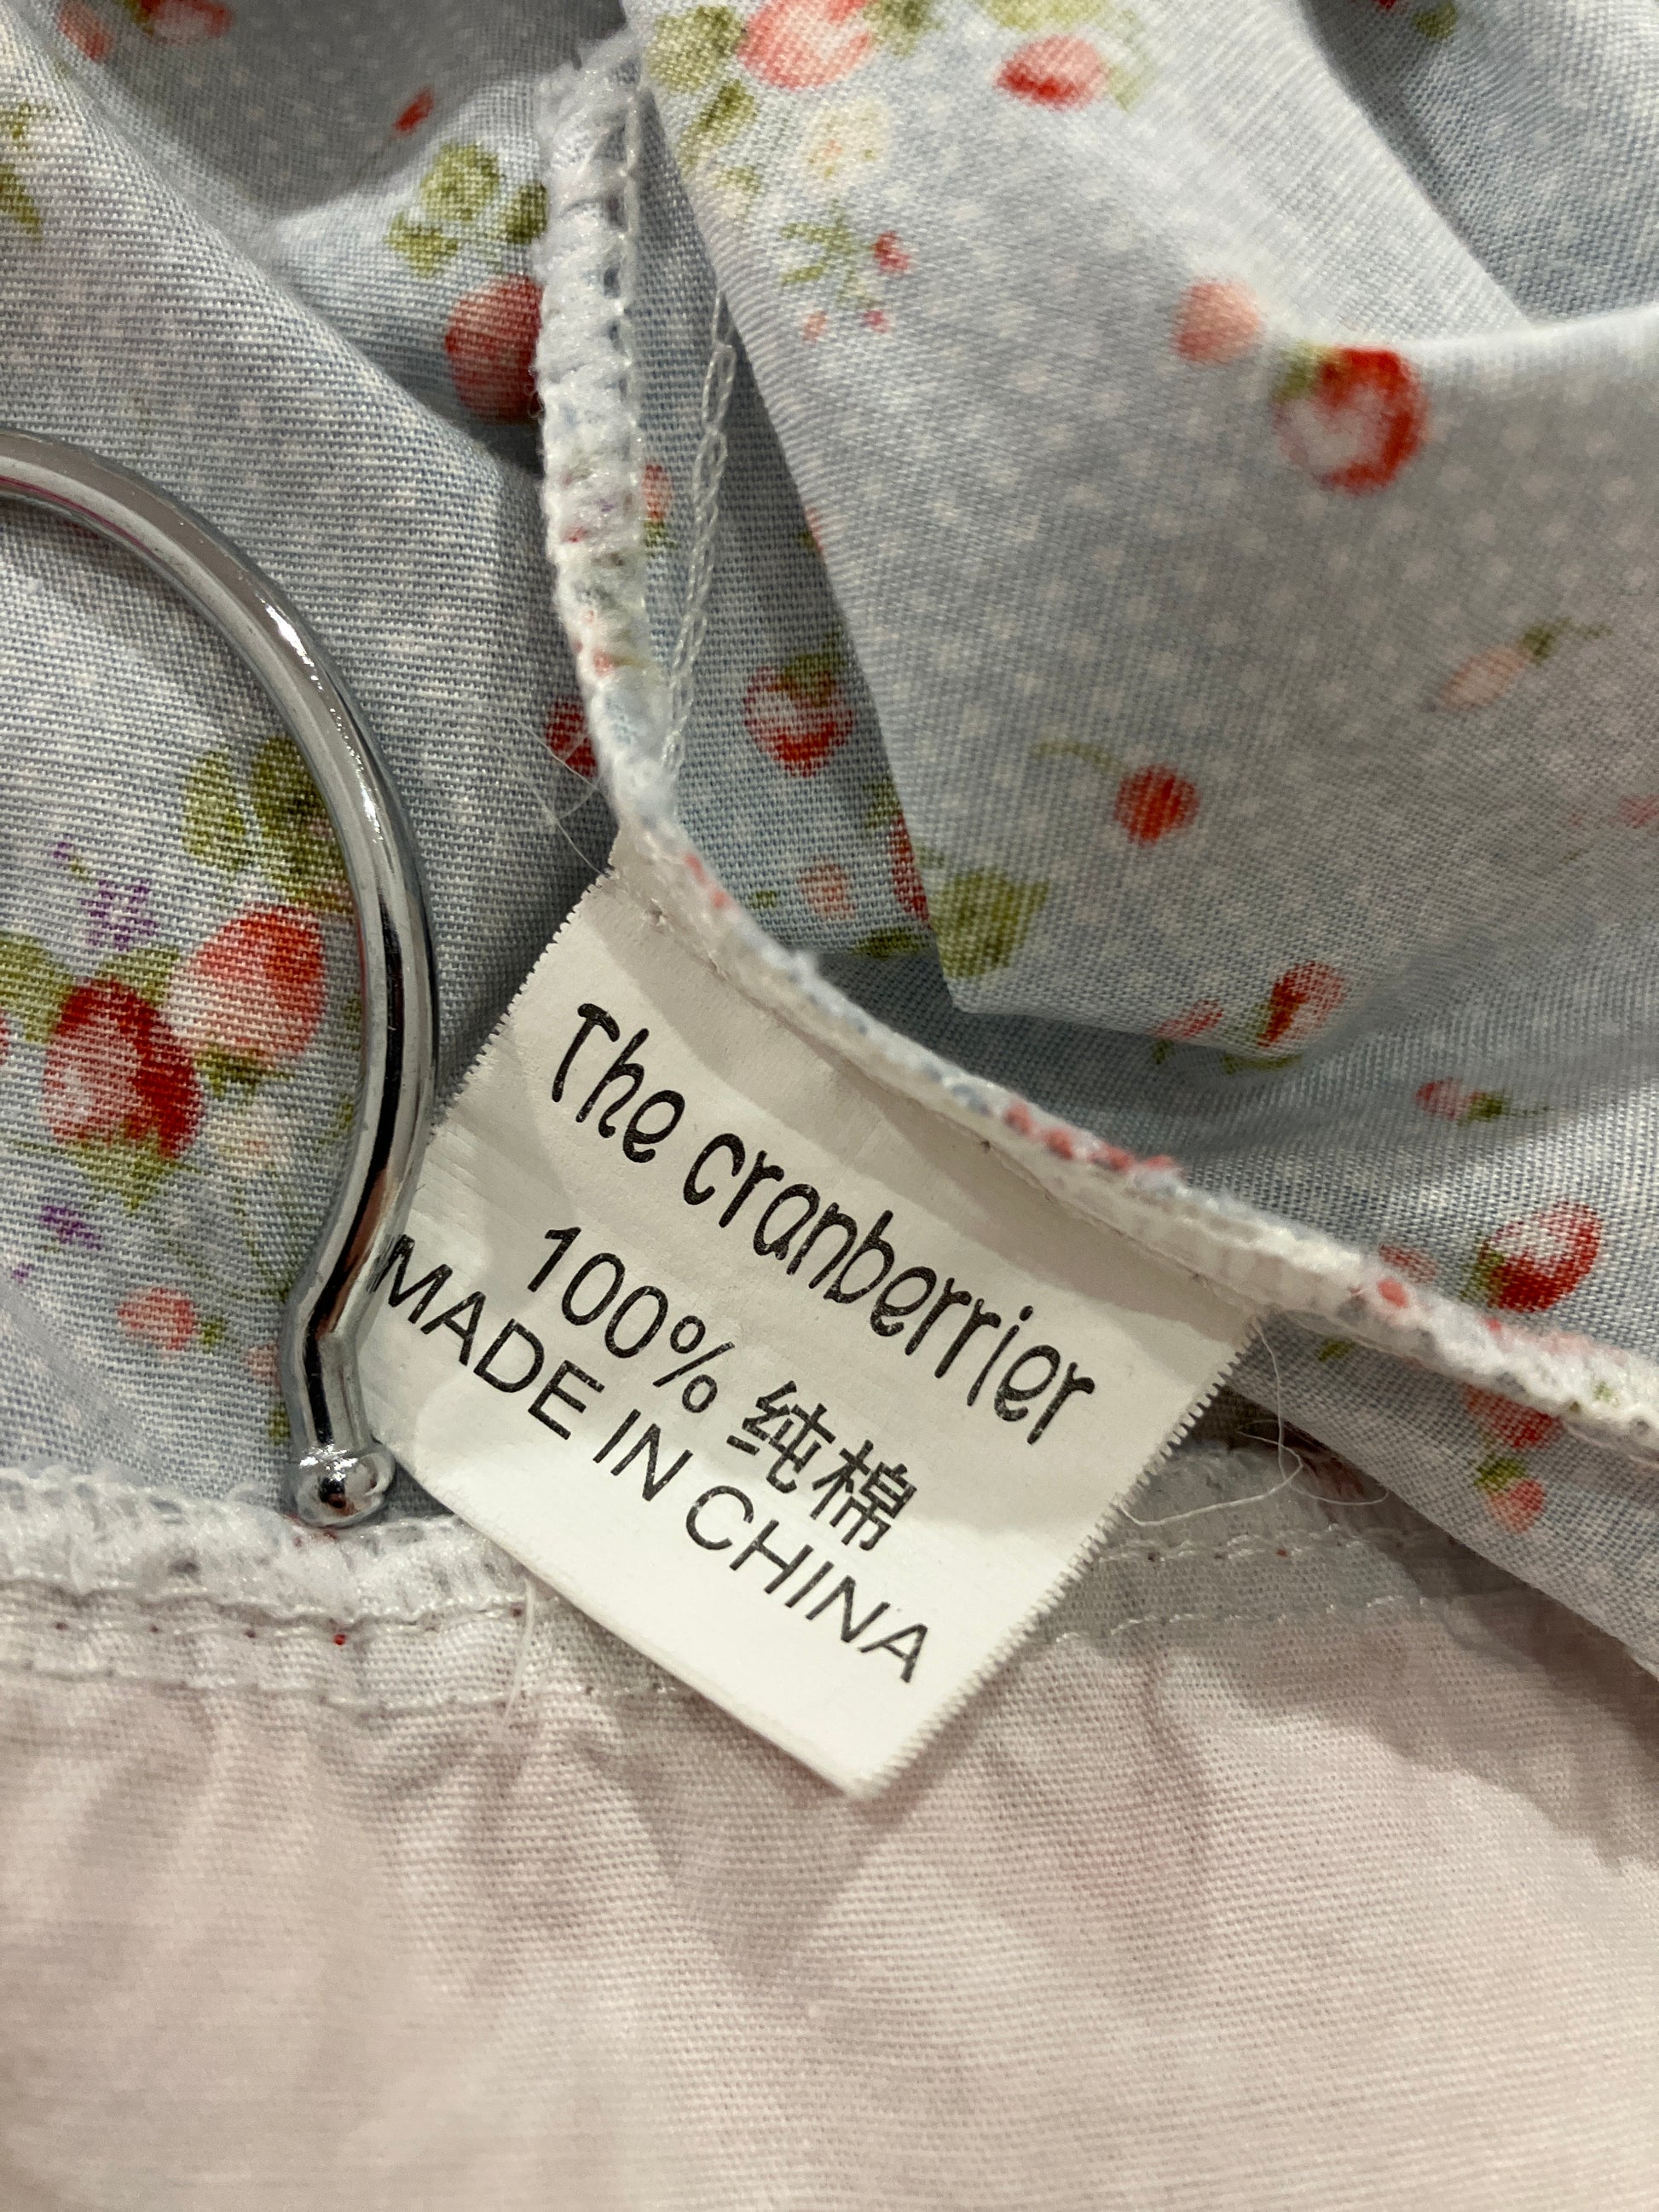 The cranberrier
100% 纯棉
MADE IN CHINA